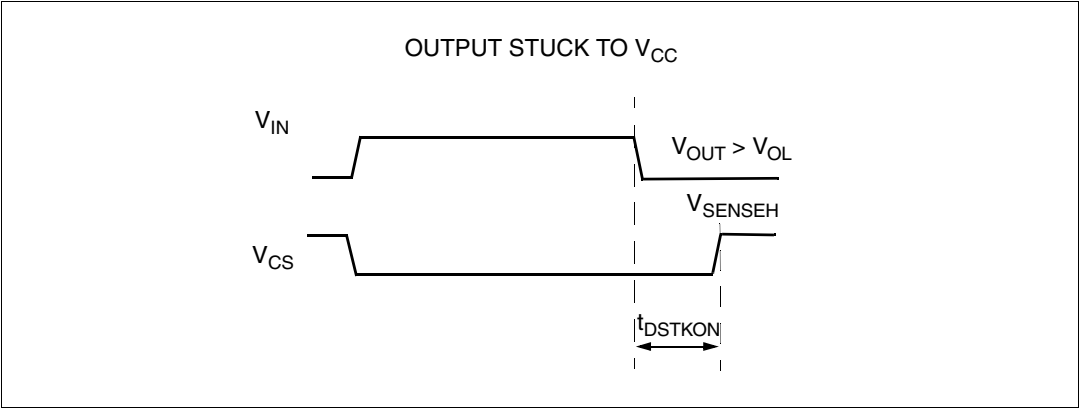 OUTPUT STUCK TO VCC
VIN
VOUT > VOL
VSENSEH
VCS
tDSTKON